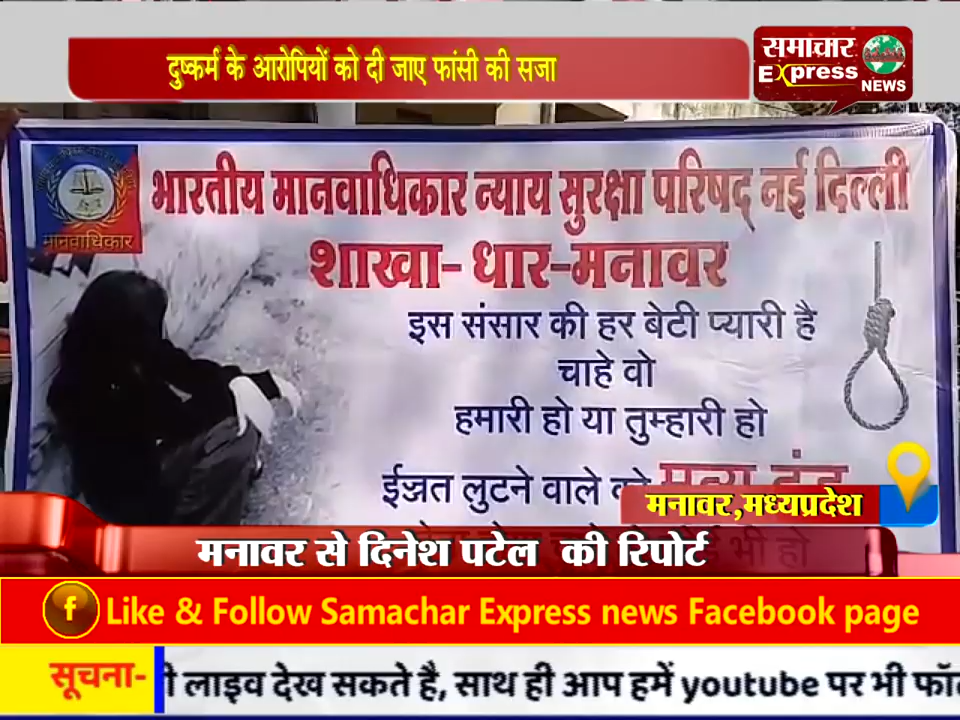 दुष्कर्म के आरोपियों को दी जाए फांसी की सजा
समाचार
Express
NEWS
भारतीय मानवाधिकार न्याय सुरक्षा परिषद् नई दिल्ली
मानवाधिकार
शाखा- धार-मनावर
इस संसार की हर बेटी प्यारी है
चाहे वो
हमारी हो या तुम्हारी हो
ईज्जत लुटने वाले को मृत्यु दंड
भी हो
मनावर,मध्यप्रदेश
मनावर से दिनेश पटेल की रिपोर्ट
f Like & Follow Samachar Express news Facebook page
सूचना- ी लाइव देख सकते है, साथ ही आप हमें youtube पर भी फॉ